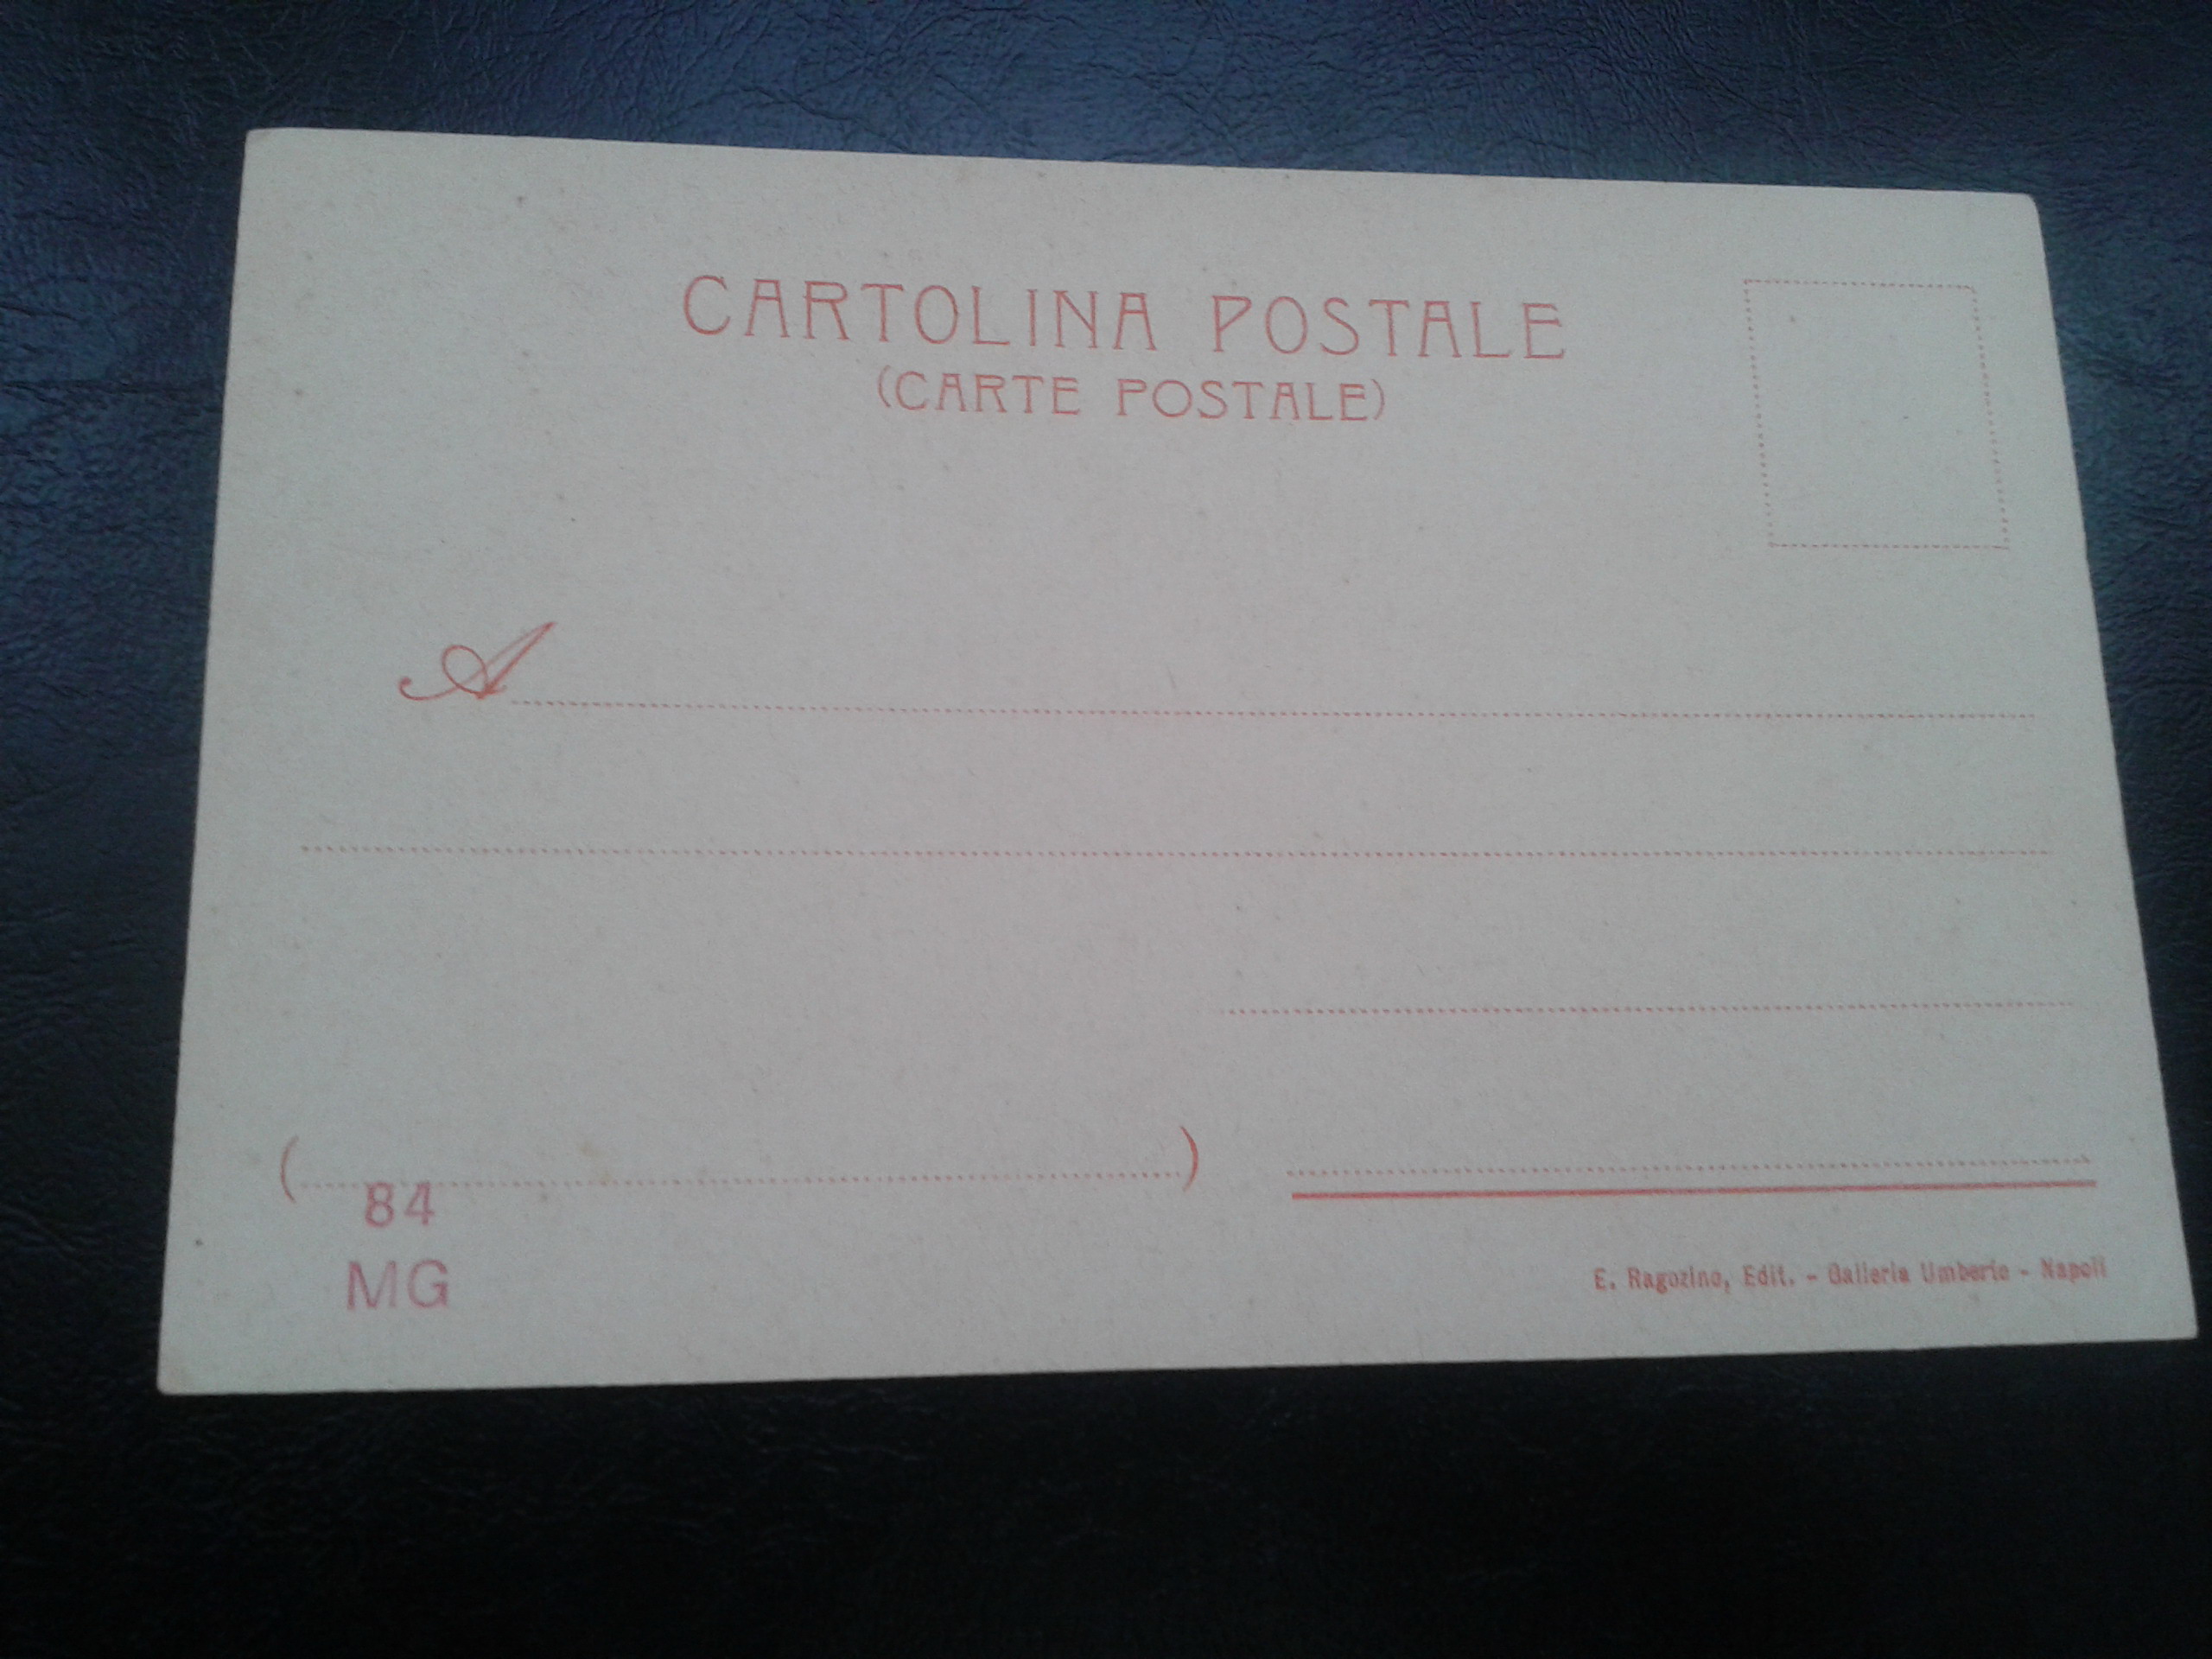 CARTOLINA POSTALE
(CARTE POSTALE)
A
( )
84
MG
E. Ragozino, Edit. - Galleria Umberto - Napoli